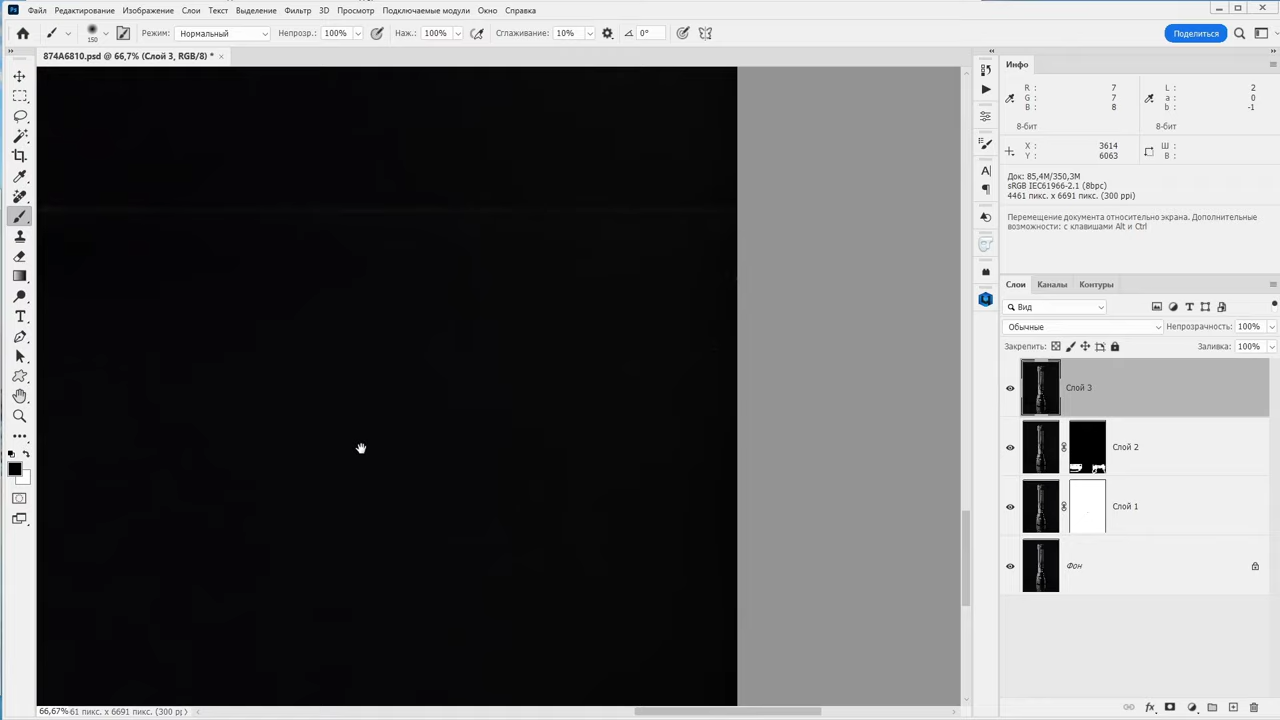 Файл Редактирование Изображение Слои Текст Выделение Фильтр 3D Просмотр Подключаемые модули Окно Справка
150 Режим: Нормальный Непрозр.: 100% Наж.: 100% Сглаживание: 10% 0° Поделиться
874A6810.psd @ 66,7% (Слой 3, RGB/8) *
Инфо
R : 7 L : 2
G : 7 a : 0
B : 8 b : -1
8-бит 8-бит
X : 3614 Ш :
Y : 6063 В :
Док: 85,4M/350,3M
sRGB IEC61966-2.1 (8bpc)
4461 пикс. x 6691 пикс. (300 ppi)
Перемещение документа относительно экрана. Дополнительные
возможности: с клавишами Alt и Ctrl
Слои Каналы Контуры
Вид
Обычные Непрозрачность: 100%
Закрепить: Заливка: 100%
Слой 3
Слой 2
Слой 1
Фон
66,67% 61 пикс. x 6691 пикс. (300 pp